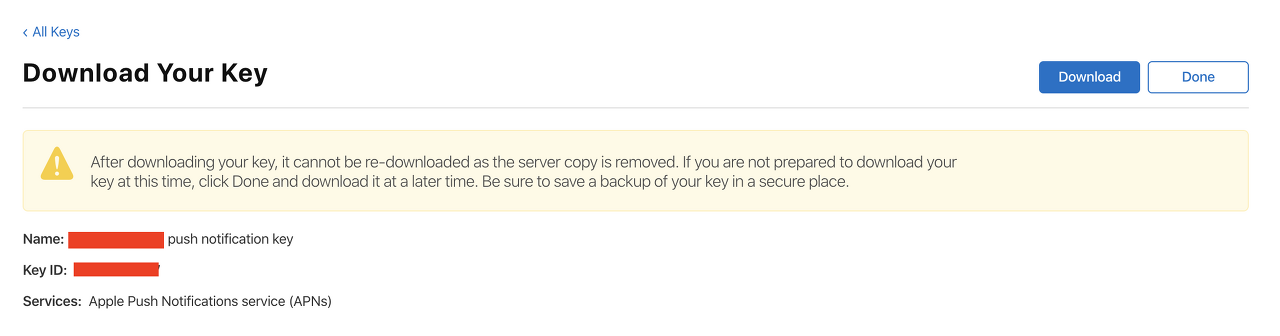 ‹ All Keys
Download Your Key
Download
Done
After downloading your key, it cannot be re-downloaded as the server copy is removed. If you are not prepared to download your
key at this time, click Done and download it at a later time. Be sure to save a backup of your key in a secure place.
Name: push notification key
Key ID:
Services: Apple Push Notifications service (APNs)